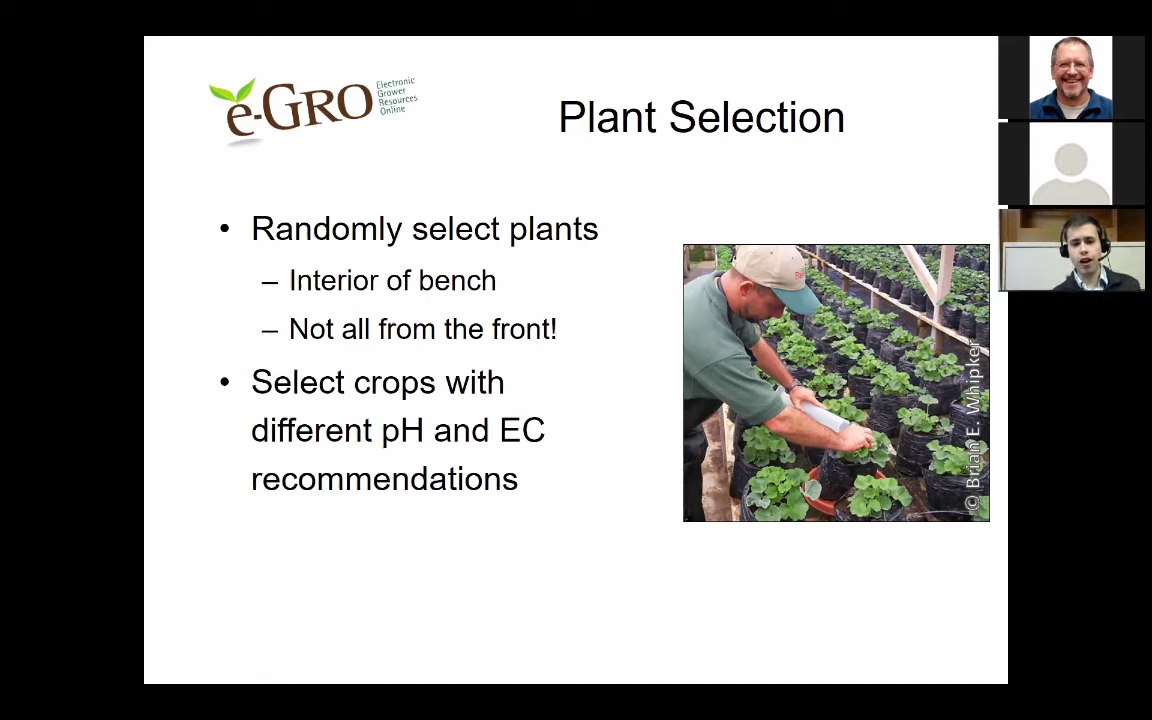 e-GRO
Electronic
Grower
Resources
Online
Plant Selection
• Randomly select plants
– Interior of bench
– Not all from the front!
• Select crops with
different pH and EC
recommendations
© Brian E. Whipker